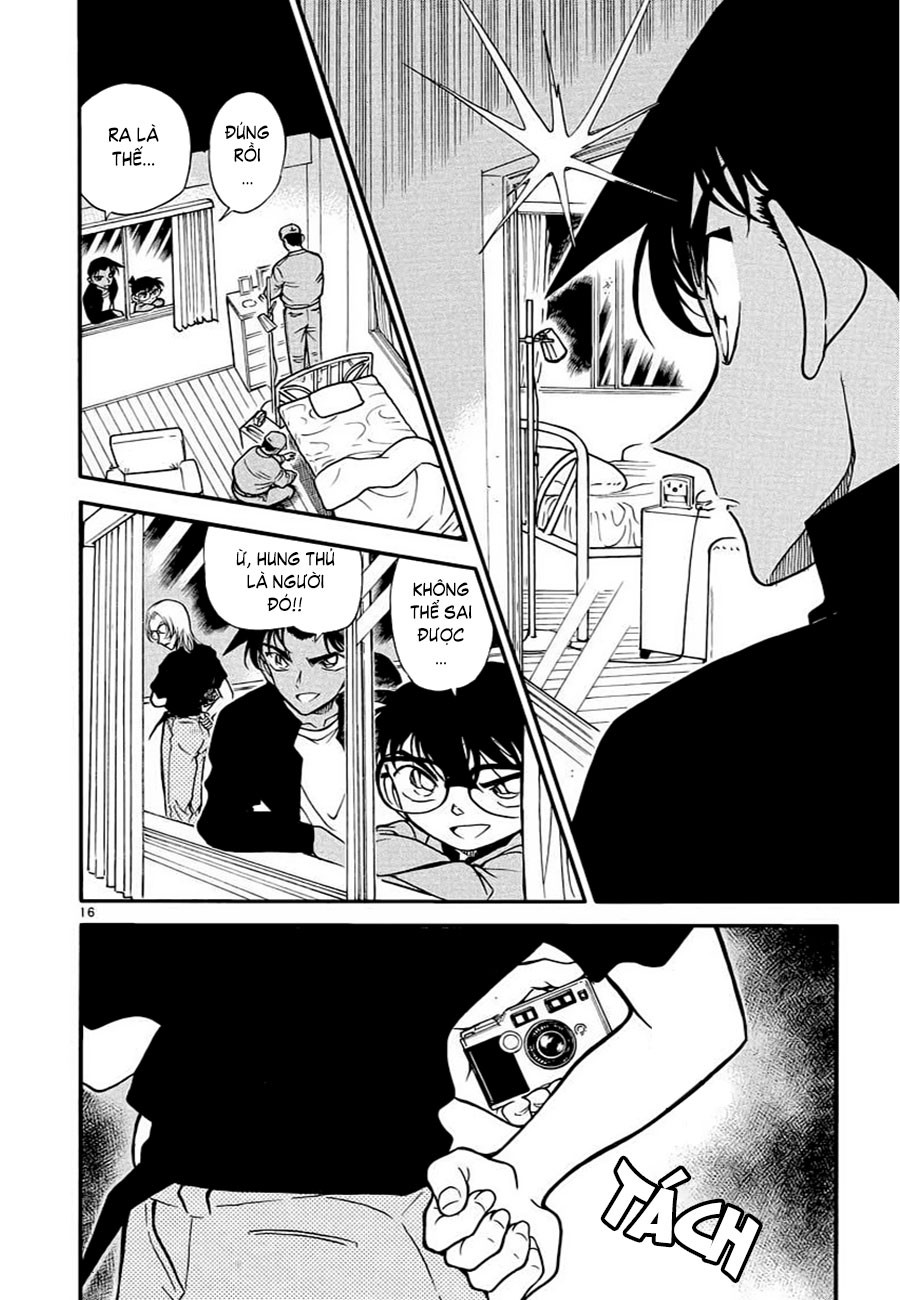 ĐÚNG
RỒI
...
RA LÀ
THẾ...
KHÔNG
THỂ SAI
ĐƯỢC
...
Ừ, HUNG THỦ
LÀ NGƯỜI
ĐÓ!!
16
TÁCH